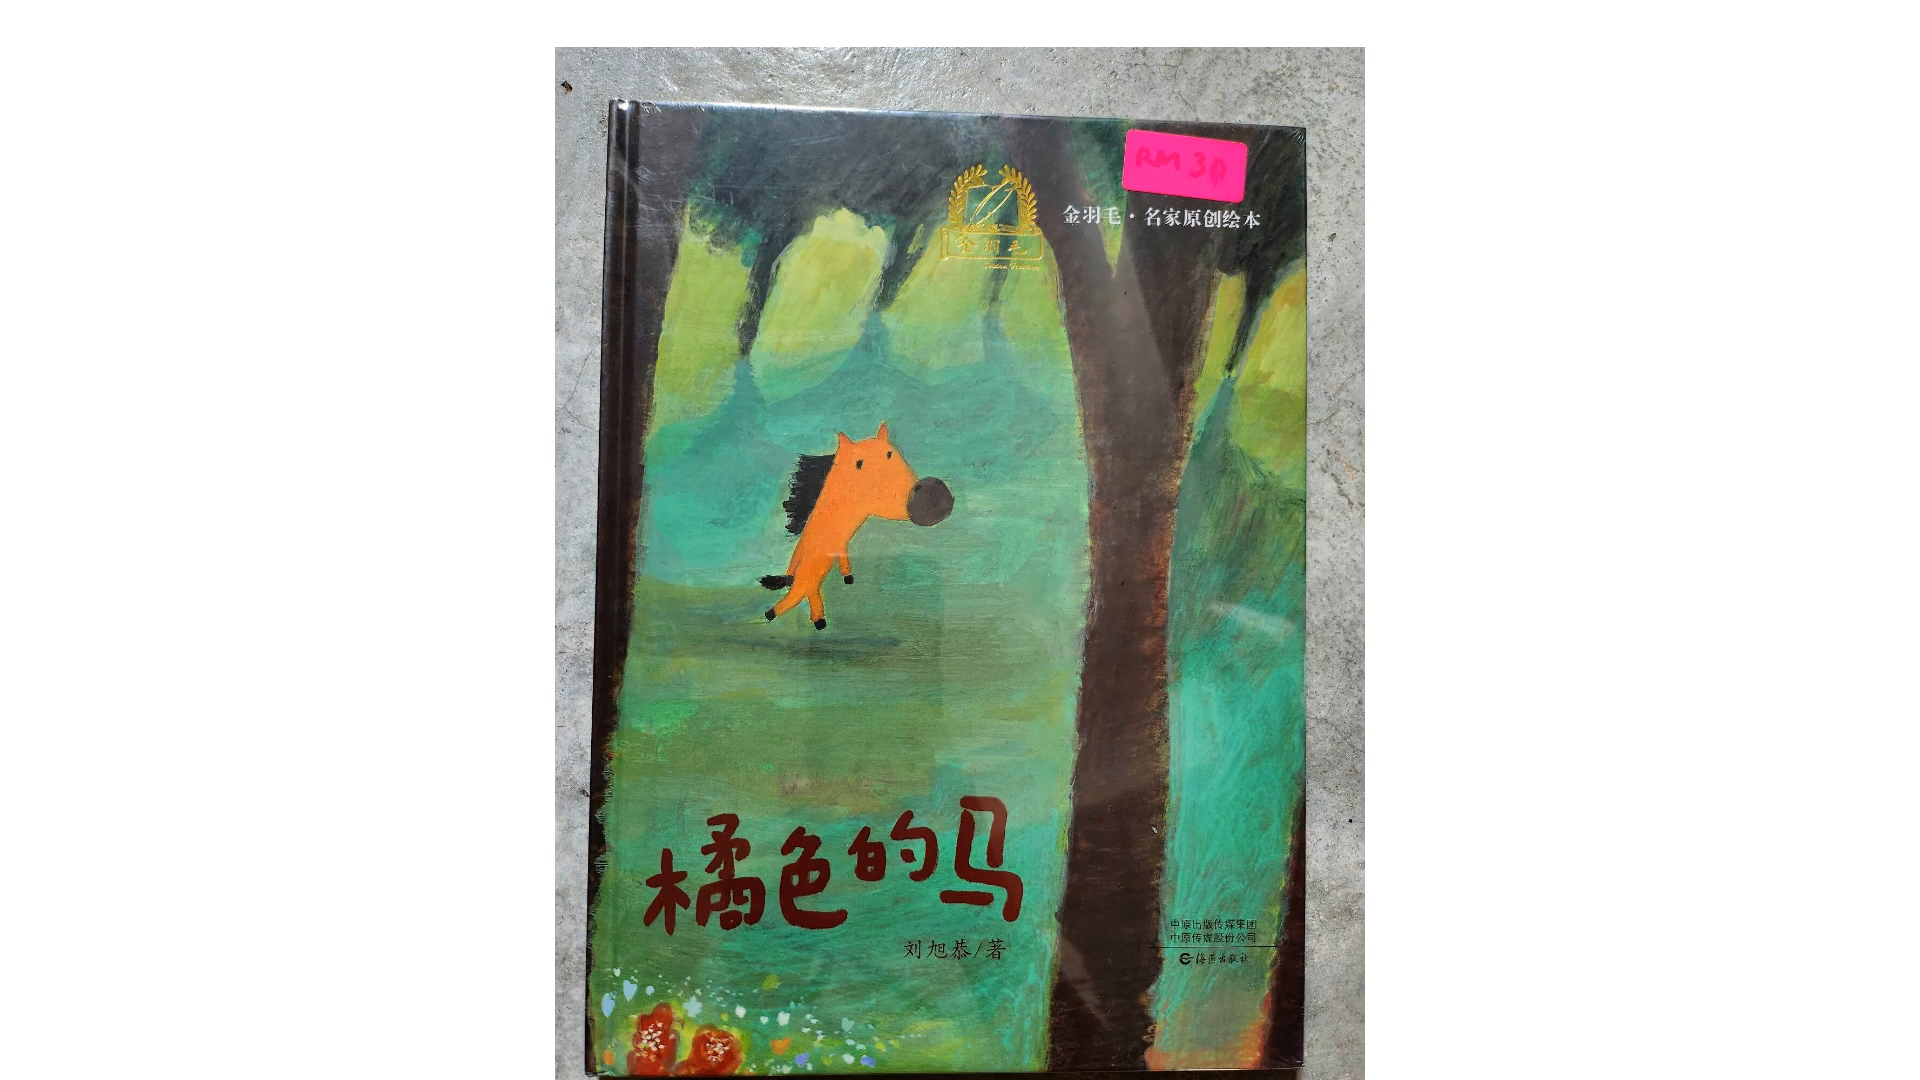 RM 30
金羽毛
金羽毛·名家原创绘本
橘色的马
刘旭恭/著
中原出版传媒集团
中原传媒股份公司
海燕出版社